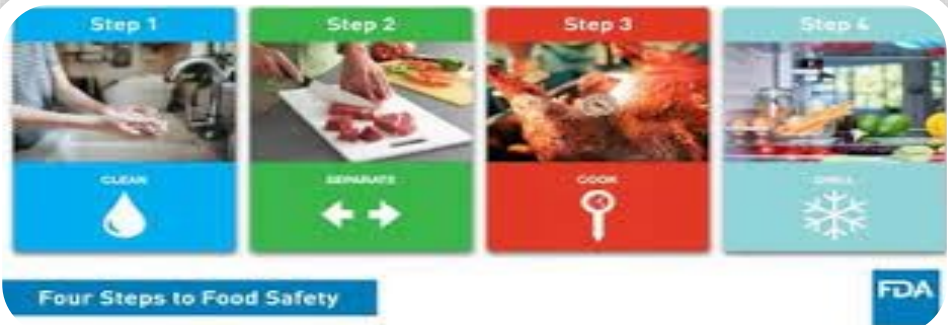 Step 1
Step 2
Step 3
Step 4
CLEAN
SEPARATE
COOK
CHILL
Four Steps to Food Safety
FDA